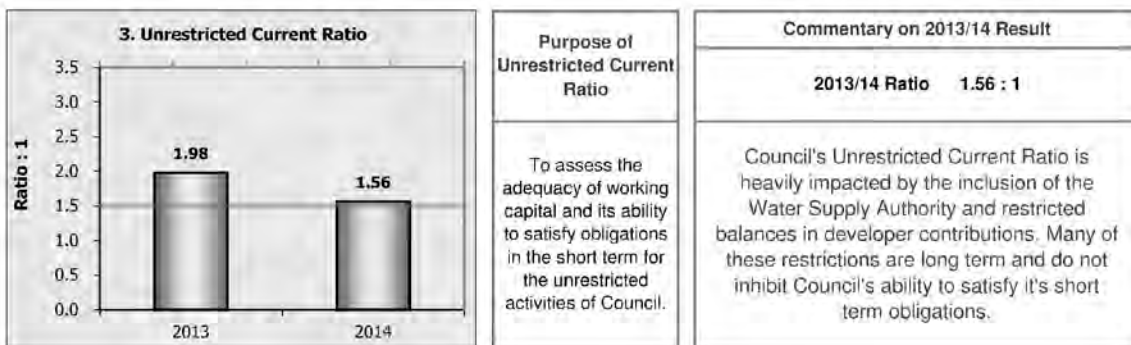 3. Unrestricted Current Ratio
3.5
3.0
2.5
2.0
1.5
1.0
0.5
0.0
Ratio : 1
1.98
1.56
2013
2014
Purpose of
Unrestricted Current
Ratio
To assess the
adequacy of working
capital and its ability
to satisfy obligations
in the short term for
the unrestricted
activities of Council.
Commentary on 2013/14 Result
2013/14 Ratio 1.56 : 1
Council's Unrestricted Current Ratio is
heavily impacted by the inclusion of the
Water Supply Authority and restricted
balances in developer contributions. Many of
these restrictions are long term and do not
inhibit Council's ability to satisfy it's short
term obligations.